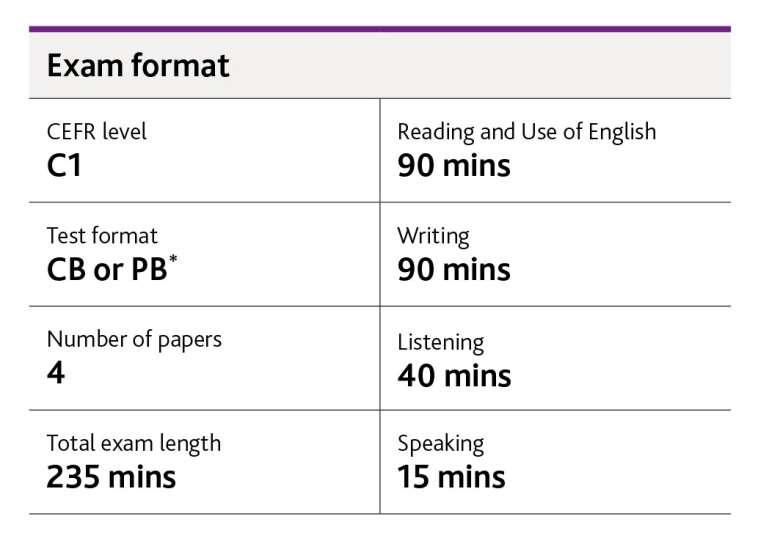 Exam format
CEFR level
C1
Reading and Use of English
90 mins
Test format
CB or PB*
Writing
90 mins
Number of papers
4
Listening
40 mins
Total exam length
235 mins
Speaking
15 mins